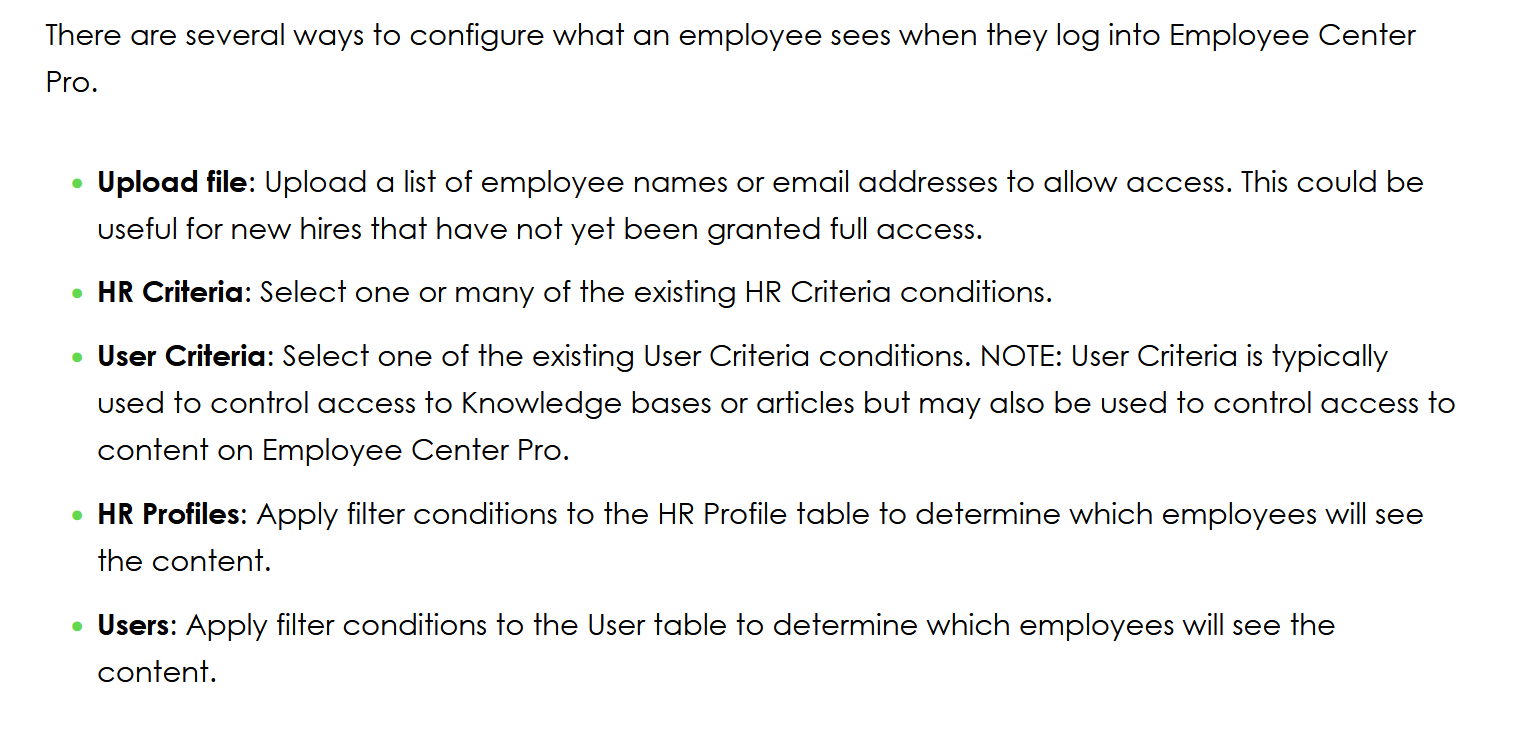 There are several ways to configure what an employee sees when they log into Employee Center
Pro.
• Upload file: Upload a list of employee names or email addresses to allow access. This could be
useful for new hires that have not yet been granted full access.
• HR Criteria: Select one or many of the existing HR Criteria conditions.
• User Criteria: Select one of the existing User Criteria conditions. NOTE: User Criteria is typically
used to control access to Knowledge bases or articles but may also be used to control access to
content on Employee Center Pro.
• HR Profiles: Apply filter conditions to the HR Profile table to determine which employees will see
the content.
• Users: Apply filter conditions to the User table to determine which employees will see the
content.